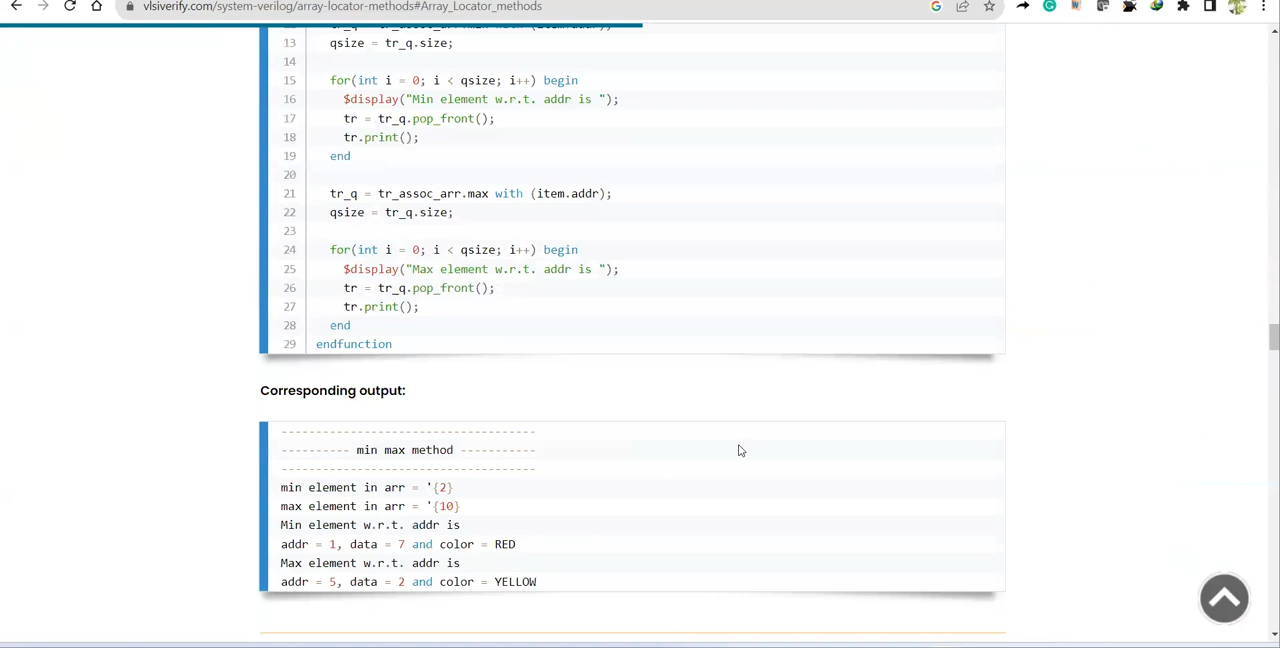 vlsiverify.com/system-verilog/array-locator-methods#Array_Locator_methods
13 qsize = tr_q.size;
14
15 for(int i = 0; i < qsize; i++) begin
16 $display("Min element w.r.t. addr is ");
17 tr = tr_q.pop_front();
18 tr.print();
19 end
20
21 tr_q = tr_assoc_arr.max with (item.addr);
22 qsize = tr_q.size;
23
24 for(int i = 0; i < qsize; i++) begin
25 $display("Max element w.r.t. addr is ");
26 tr = tr_q.pop_front();
27 tr.print();
28 end
29 endfunction
Corresponding output:
-------------------------------------
---------- min max method -----------
-------------------------------------
min element in arr = '{2}
max element in arr = '{10}
Min element w.r.t. addr is
addr = 1, data = 7 and color = RED
Max element w.r.t. addr is
addr = 5, data = 2 and color = YELLOW